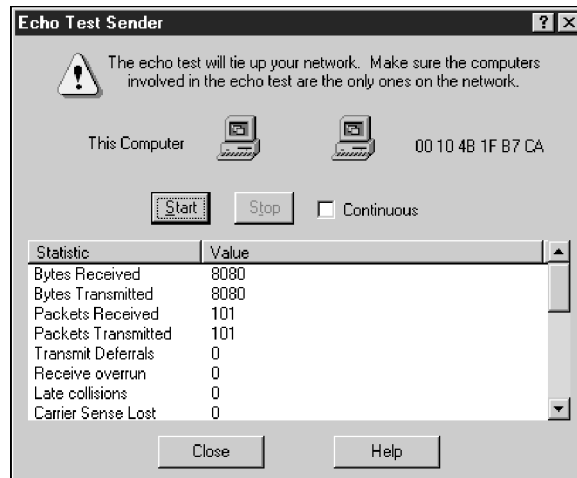 Echo Test Sender
The echo test will tie up your network. Make sure the computers
involved in the echo test are the only ones on the network.
This Computer 00 10 4B 1F B7 CA
Start Stop Continuous
Statistic Value
Bytes Received 8080
Bytes Transmitted 8080
Packets Received 101
Packets Transmitted 101
Transmit Deferrals 0
Receive overrun 0
Late collisions 0
Carrier Sense Lost 0
Close Help